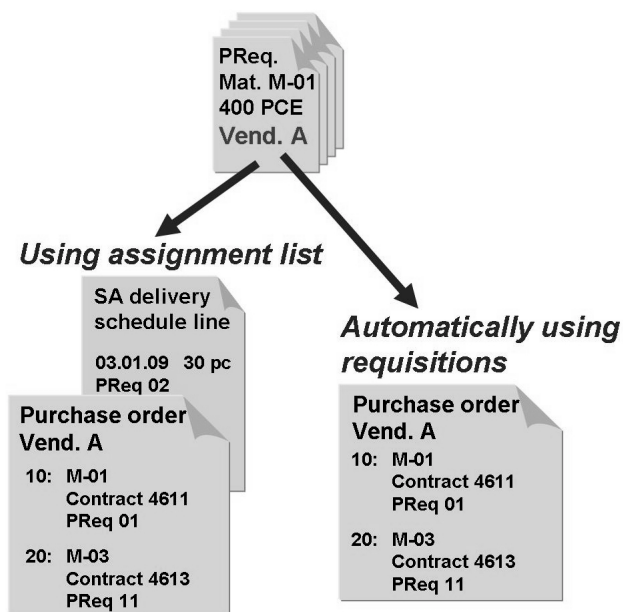 PReq.
Mat. M-01
400 PCE
Vend. A
Using assignment list
SA delivery
schedule line
03.01.09 30 pc
PReq 02
Purchase order
Vend. A
10: M-01
Contract 4611
PReq 01
20: M-03
Contract 4613
PReq 11
Automatically using
requisitions
Purchase order
Vend. A
10: M-01
Contract 4611
PReq 01
20: M-03
Contract 4613
PReq 11